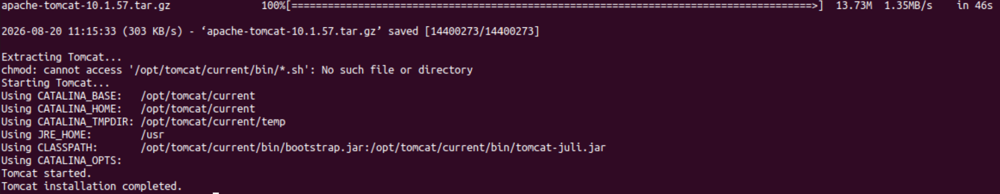 apache-tomcat-10.1.57.tar.gz 100%[======================================================================================>] 13.73M 1.35MB/s in 46s
2026-08-20 11:15:33 (303 KB/s) - ‘apache-tomcat-10.1.57.tar.gz’ saved [14400273/14400273]
Extracting Tomcat...
chmod: cannot access '/opt/tomcat/current/bin/*.sh': No such file or directory
Starting Tomcat...
Using CATALINA_BASE: /opt/tomcat/current
Using CATALINA_HOME: /opt/tomcat/current
Using CATALINA_TMPDIR: /opt/tomcat/current/temp
Using JRE_HOME: /usr
Using CLASSPATH: /opt/tomcat/current/bin/bootstrap.jar:/opt/tomcat/current/bin/tomcat-juli.jar
Using CATALINA_OPTS:
Tomcat started.
Tomcat installation completed.